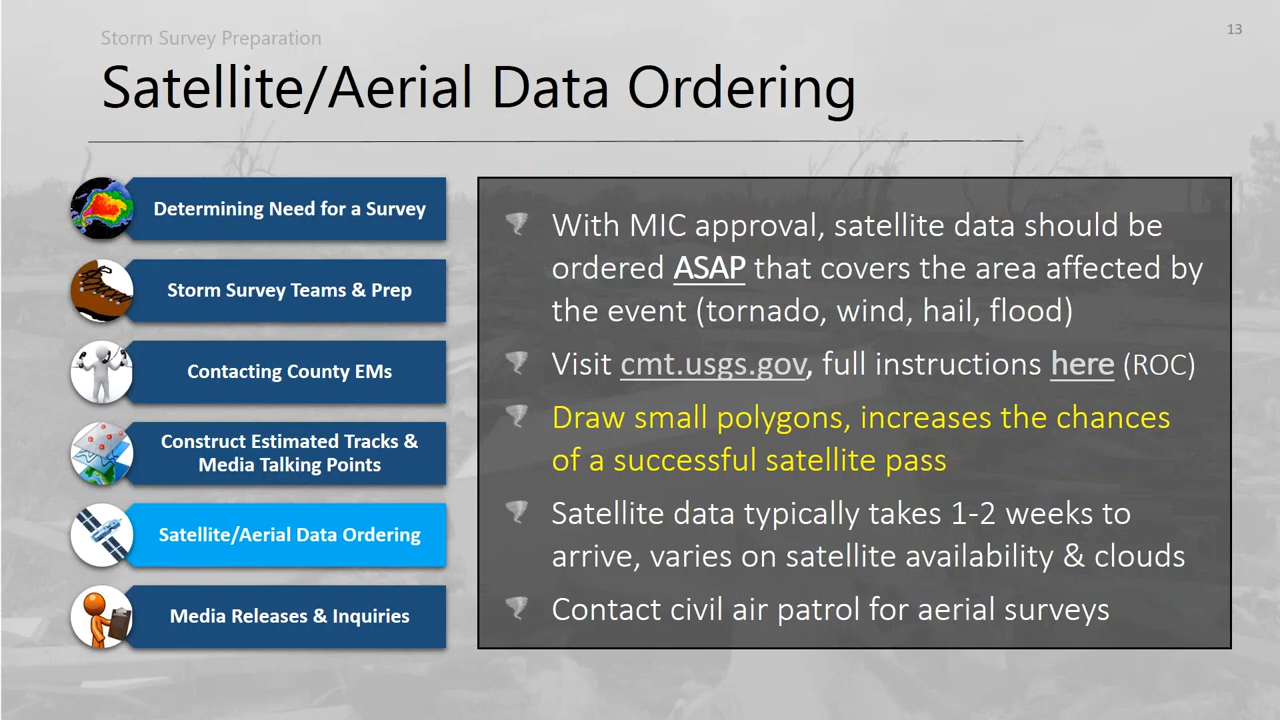 Storm Survey Preparation
13
Satellite/Aerial Data Ordering
Determining Need for a Survey
Storm Survey Teams & Prep
Contacting County EMs
Construct Estimated Tracks &
Media Talking Points
Satellite/Aerial Data Ordering
Media Releases & Inquiries
With MIC approval, satellite data should be
ordered ASAP that covers the area affected by
the event (tornado, wind, hail, flood)
Visit cmt.usgs.gov, full instructions here (ROC)
Draw small polygons, increases the chances
of a successful satellite pass
Satellite data typically takes 1-2 weeks to
arrive, varies on satellite availability & clouds
Contact civil air patrol for aerial surveys